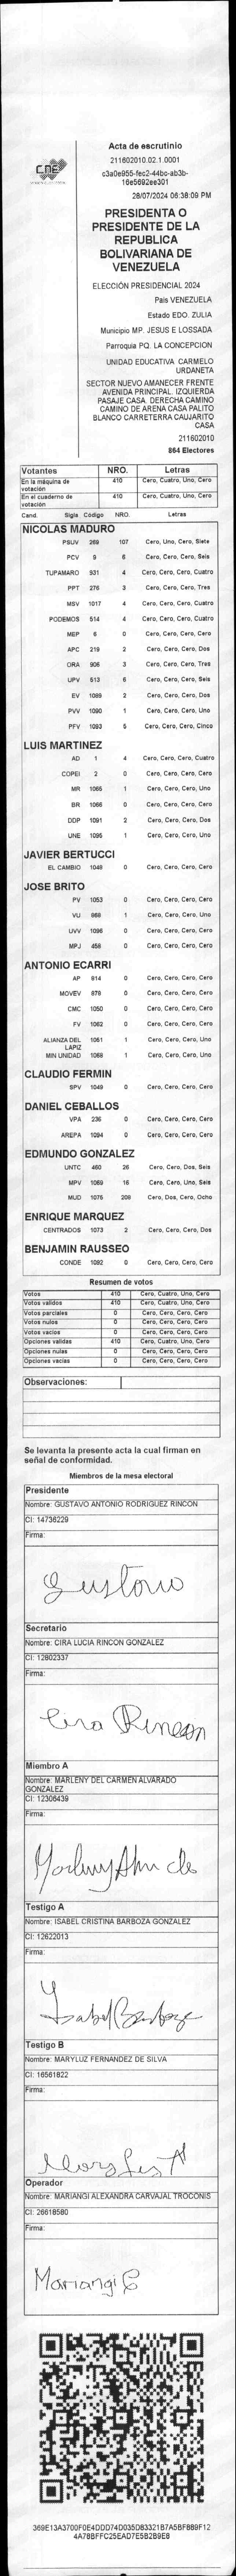 CNE
Acta de escrutinio
211602010.02.1.0001
c3a0e955-fec2-44bc-ab3b-
16e5692ee301
28/07/2024 06:38:09 PM
PRESIDENTA O
PRESIDENTE DE LA
REPUBLICA
BOLIVARIANA DE
VENEZUELA
ELECCIÓN PRESIDENCIAL 2024
País VENEZUELA
Estado EDO. ZULIA
Municipio MP. JESUS E LOSSADA
Parroquia PQ. LA CONCEPCION
UNIDAD EDUCATIVA CARMELO
URDANETA
SECTOR NUEVO AMANECER FRENTE
AVENIDA PRINCIPAL. IZQUIERDA
PASAJE CASA. DERECHA CAMINO
CAMINO DE ARENA CASA PALITO
BLANCO CARRETERRA CAUJARITO
CASA
211602010
864 Electores
Votantes NRO. Letras
En la máquina de votación 410 Cero, Cuatro, Uno, Cero
En el cuaderno de votación 410 Cero, Cuatro, Uno, Cero
Cand. Sigla Código NRO. Letras
NICOLAS MADURO
PSUV 269 107 Cero, Uno, Cero, Siete
PCV 9 6 Cero, Cero, Cero, Seis
TUPAMARO 931 4 Cero, Cero, Cero, Cuatro
PPT 276 3 Cero, Cero, Cero, Tres
MSV 1017 4 Cero, Cero, Cero, Cuatro
PODEMOS 514 4 Cero, Cero, Cero, Cuatro
MEP 6 0 Cero, Cero, Cero, Cero
APC 219 2 Cero, Cero, Cero, Dos
ORA 906 3 Cero, Cero, Cero, Tres
UPV 513 6 Cero, Cero, Cero, Seis
EV 1089 2 Cero, Cero, Cero, Dos
PVV 1090 1 Cero, Cero, Cero, Uno
PFV 1093 5 Cero, Cero, Cero, Cinco
LUIS MARTINEZ
AD 1 4 Cero, Cero, Cero, Cuatro
COPEI 2 0 Cero, Cero, Cero, Cero
MR 1065 1 Cero, Cero, Cero, Uno
BR 1066 0 Cero, Cero, Cero, Cero
DDP 1091 2 Cero, Cero, Cero, Dos
UNE 1095 1 Cero, Cero, Cero, Uno
JAVIER BERTUCCI
EL CAMBIO 1048 0 Cero, Cero, Cero, Cero
JOSE BRITO
PV 1053 0 Cero, Cero, Cero, Cero
VU 868 1 Cero, Cero, Cero, Uno
UVV 1096 0 Cero, Cero, Cero, Cero
MPJ 458 0 Cero, Cero, Cero, Cero
ANTONIO ECARRI
AP 814 0 Cero, Cero, Cero, Cero
MOVEV 878 0 Cero, Cero, Cero, Cero
CMC 1050 0 Cero, Cero, Cero, Cero
FV 1062 0 Cero, Cero, Cero, Cero
ALIANZA DEL LAPIZ 1051 1 Cero, Cero, Cero, Uno
MIN UNIDAD 1068 1 Cero, Cero, Cero, Uno
CLAUDIO FERMIN
SPV 1049 0 Cero, Cero, Cero, Cero
DANIEL CEBALLOS
VPA 236 0 Cero, Cero, Cero, Cero
AREPA 1094 0 Cero, Cero, Cero, Cero
EDMUNDO GONZALEZ
UNTC 460 26 Cero, Cero, Dos, Seis
MPV 1069 16 Cero, Cero, Uno, Seis
MUD 1075 208 Cero, Dos, Cero, Ocho
ENRIQUE MARQUEZ
CENTRADOS 1073 2 Cero, Cero, Cero, Dos
BENJAMIN RAUSSEO
CONDE 1082 0 Cero, Cero, Cero, Cero
Resumen de votos
Votos 410 Cero, Cuatro, Uno, Cero
Votos válidos 410 Cero, Cuatro, Uno, Cero
Votos parciales 0 Cero, Cero, Cero, Cero
Votos nulos 0 Cero, Cero, Cero, Cero
Votos vacíos 0 Cero, Cero, Cero, Cero
Opciones válidas 410 Cero, Cuatro, Uno, Cero
Opciones nulas 0 Cero, Cero, Cero, Cero
Opciones vacías 0 Cero, Cero, Cero, Cero
Observaciones:
Se levanta la presente acta la cual firman en
señal de conformidad.
Miembros de la mesa electoral
Presidente
Nombre: GUSTAVO ANTONIO RODRIGUEZ RINCON
CI: 14736229
Firma:
Gustavo
Secretario
Nombre: CIRA LUCIA RINCON GONZALEZ
CI: 12802337
Firma:
Cira Rincon
Miembro A
Nombre: MARLENY DEL CARMEN ALVARADO
GONZALEZ
CI: 12306439
Firma:
Testigo A
Nombre: ISABEL CRISTINA BARBOZA GONZALEZ
CI: 12622013
Firma:
Isabel Barboza
Testigo B
Nombre: MARYLUZ FERNANDEZ DE SILVA
CI: 16561822
Firma:
Operador
Nombre: MARIANGI ALEXANDRA CARVAJAL TROCONIS
CI: 26618580
Firma:
Mariangi C
369E13A3700F0E4DDD74D035D83321B7A5BF889F12
4A78BFFC25EAD7E5B2B9E8